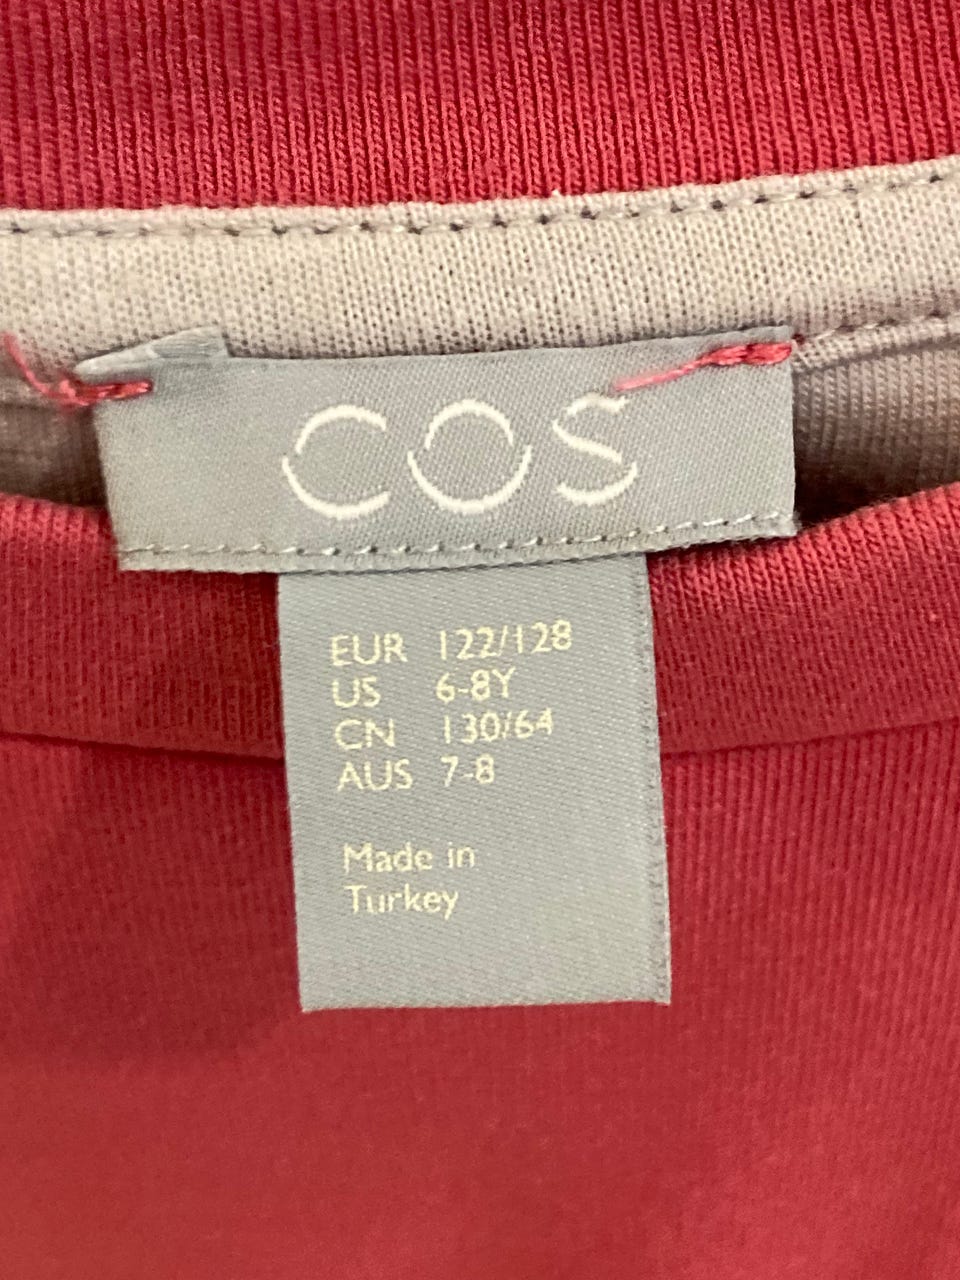 COS
EUR 122/128
US 6-8Y
CN 130/64
AUS 7-8
Made in
Turkey